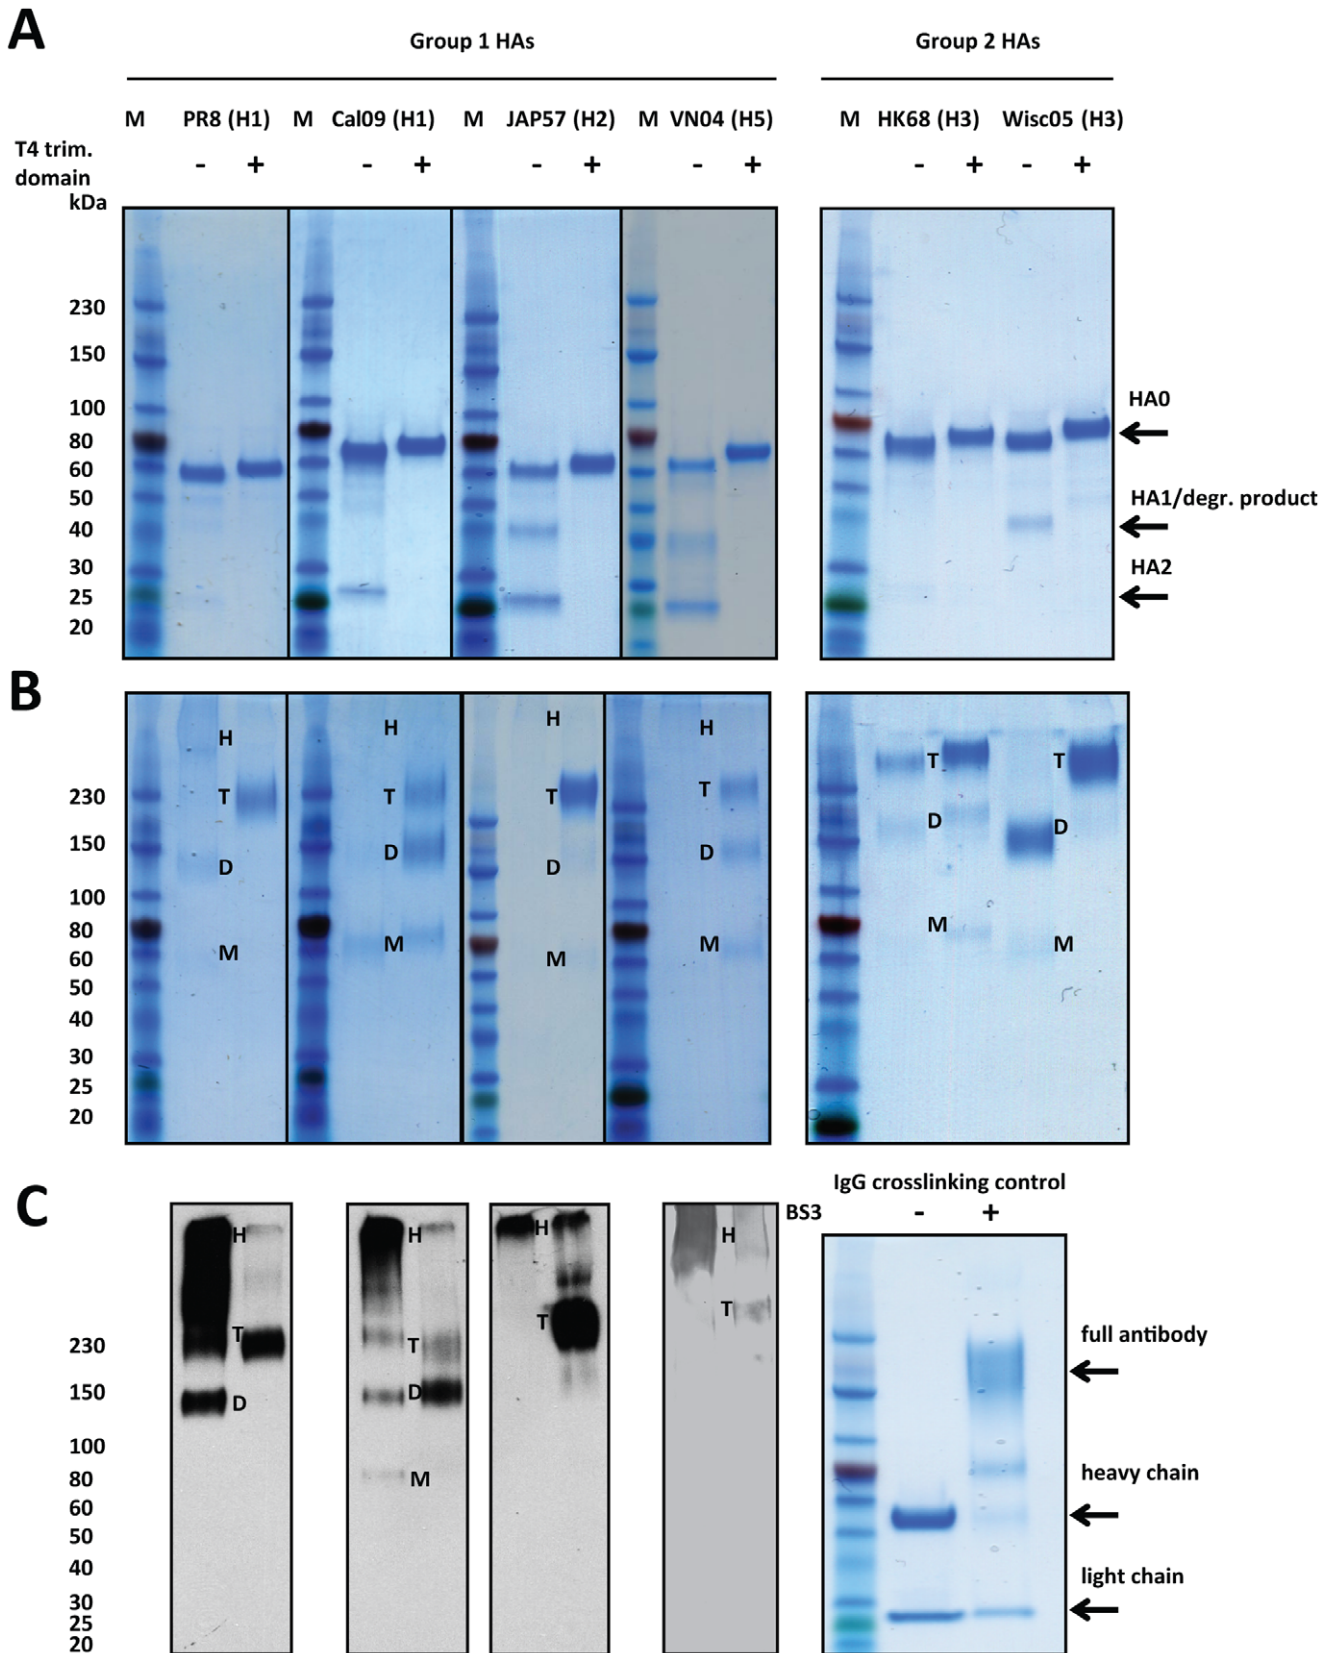 A
Group 1 HAs
Group 2 HAs
M PR8 (H1) M Cal09 (H1) M JAP57 (H2) M VN04 (H5) M HK68 (H3) Wisc05 (H3)
T4 trim. domain - + - + - + - + - + - +
kDa
230
150
100
80
60
50
40
30
25
20
HA0
HA1/degr. product
HA2
B
230
150
100
80
60
50
40
30
25
20
H
T
D
M
H
T
D
M
H
T
D
M
H
T
D
M
T
D
M
T
D
M
C
230
150
100
80
60
50
40
30
25
20
H
T
D
H
T
D
M
H
T
H
T
IgG crosslinking control
BS3 - +
full antibody
heavy chain
light chain